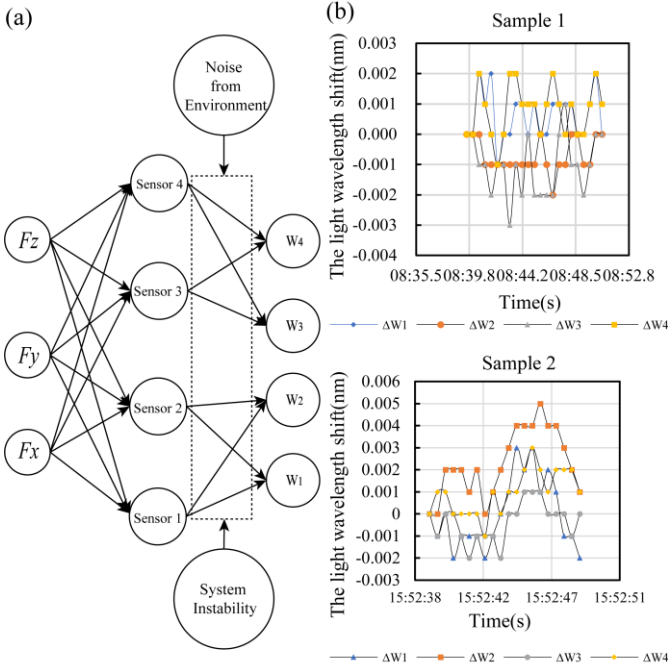 (a)
Noise
from
Environment
Sensor 4
Fz
W4
Sensor 3
W3
Fy
W2
Sensor 2
Fx
W1
Sensor 1
System
Instability
(b)
Sample 1
The light wavelength shift(nm)
0.003
0.002
0.001
0.000
-0.001
-0.002
-0.003
-0.004
08:35.5 08:39.8 08:44.2 08:48.5 08:52.8
Time(s)
ΔW1 ΔW2 ΔW3 ΔW4
Sample 2
The light wavelength shift(nm)
0.006
0.005
0.004
0.003
0.002
0.001
0
-0.001
-0.002
-0.003
15:52:38 15:52:42 15:52:47 15:52:51
Time(s)
ΔW1 ΔW2 ΔW3 ΔW4